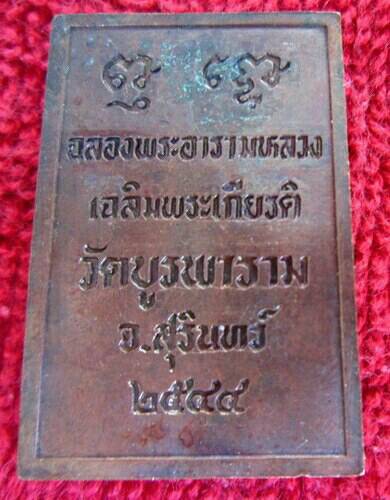 ฉลองพระอารามหลวง
เฉลิมพระเกียรติ
วัดบูรพาราม
จ.สุรินทร์
๒๕๔๔